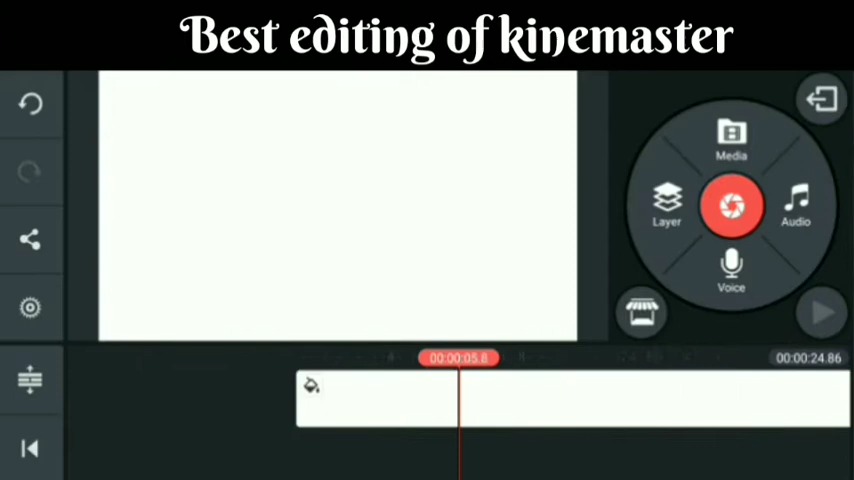 Best editing of kinemaster
Media
Layer
Audio
Voice
00:00:05.8
00:00:24.86